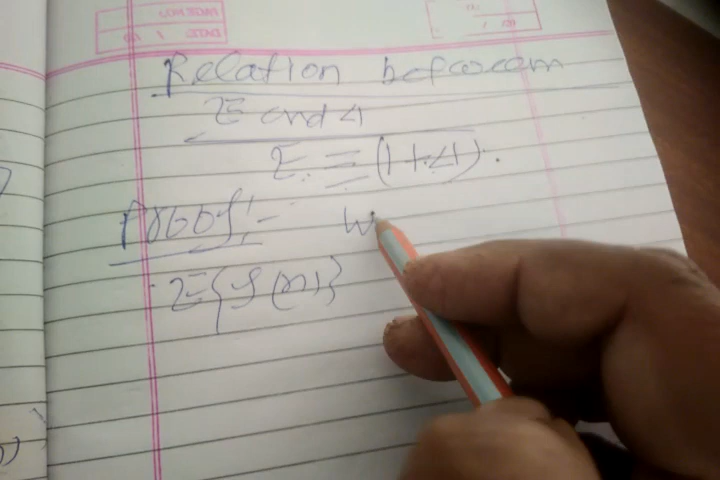 Relation between
E and Δ
E ≡ (1+Δ).
Proof:- W
E{f(x)}